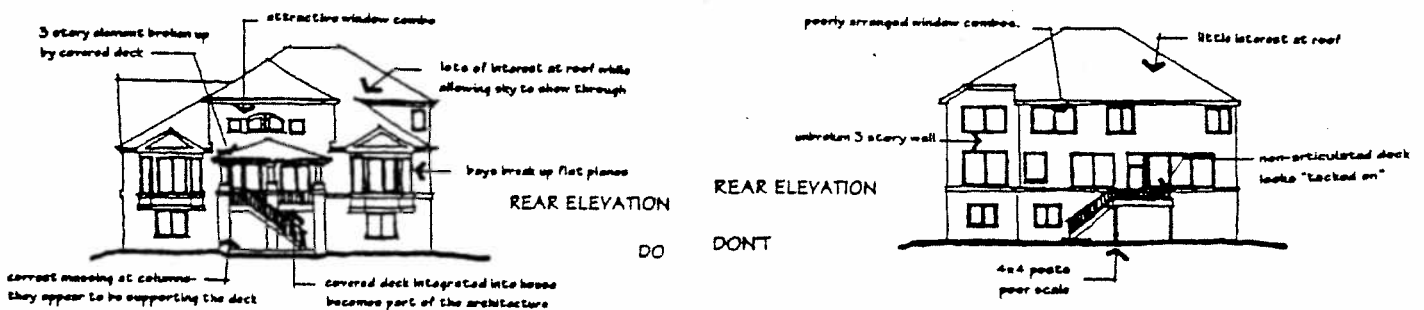 attractive window combo
3 story element broken up
by covered deck
lots of interest at roof while
allowing sky to show through
bays break up flat planes
REAR ELEVATION
DO
correct massing at columns
they appear to be supporting the deck
covered deck integrated into house
becomes part of the architecture
poorly arranged window combos.
little interest at roof
unbroken 3 story wall
non-articulated deck
looks "tacked on"
REAR ELEVATION
DON'T
4x4 posts
poor scale